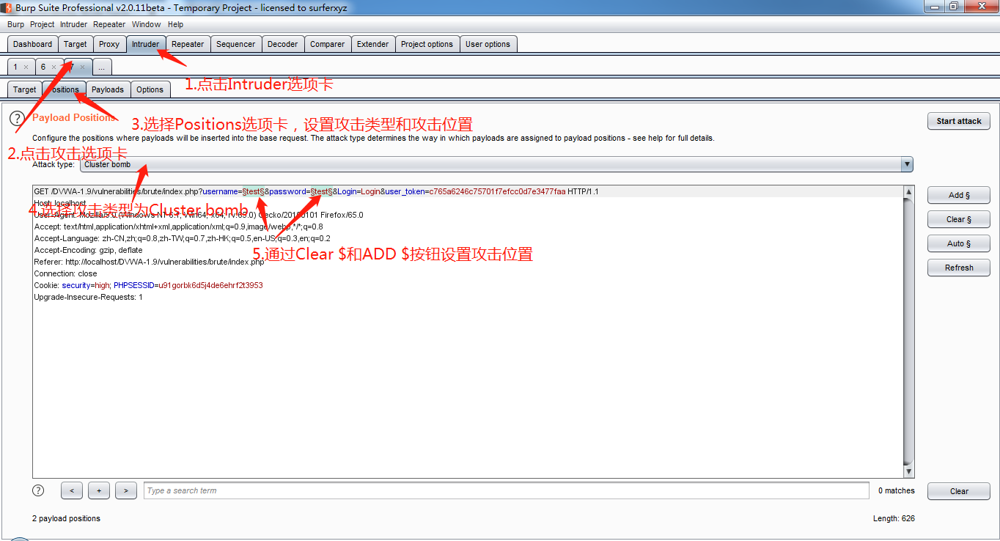 Burp Suite Professional v2.0.11beta - Temporary Project - licensed to surferxyz
Burp Project Intruder Repeater Window Help
Dashboard Target Proxy Intruder Repeater Sequencer Decoder Comparer Extender Project options User options
1 × 6 × 7 × ...
Target Positions Payloads Options
1.点击Intruder选项卡
Payload Positions
3.选择Positions选项卡，设置攻击类型和攻击位置
Start attack
Configure the positions where payloads will be inserted into the base request. The attack type determines the way in which payloads are assigned to payload positions - see help for full details.
2.点击攻击选项卡
Attack type: Cluster bomb
GET /DVWA-1.9/vulnerabilities/brute/index.php?username=§test§&password=§test§&Login=Login&user_token=c765a6246c75701f7efcc0d7e3477faa HTTP/1.1
Host: localhost
4.选择攻击类型为Cluster bomb
User-Agent: Mozilla/5.0 (Windows NT 6.1; Win64; x64; rv:65.0) Gecko/20100101 Firefox/65.0
Accept: text/html,application/xhtml+xml,application/xml;q=0.9,image/webp,*/*;q=0.8
Accept-Language: zh-CN,zh;q=0.8,zh-TW;q=0.7,zh-HK;q=0.5,en-US;q=0.3,en;q=0.2
Accept-Encoding: gzip, deflate
5.通过Clear $和ADD $按钮设置攻击位置
Referer: http://localhost/DVWA-1.9/vulnerabilities/brute/index.php
Connection: close
Cookie: security=high; PHPSESSID=u91gorbk6d5j4de6ehrf2t3953
Upgrade-Insecure-Requests: 1
Add §
Clear §
Auto §
Refresh
? < + > Type a search term 0 matches Clear
2 payload positions Length: 626